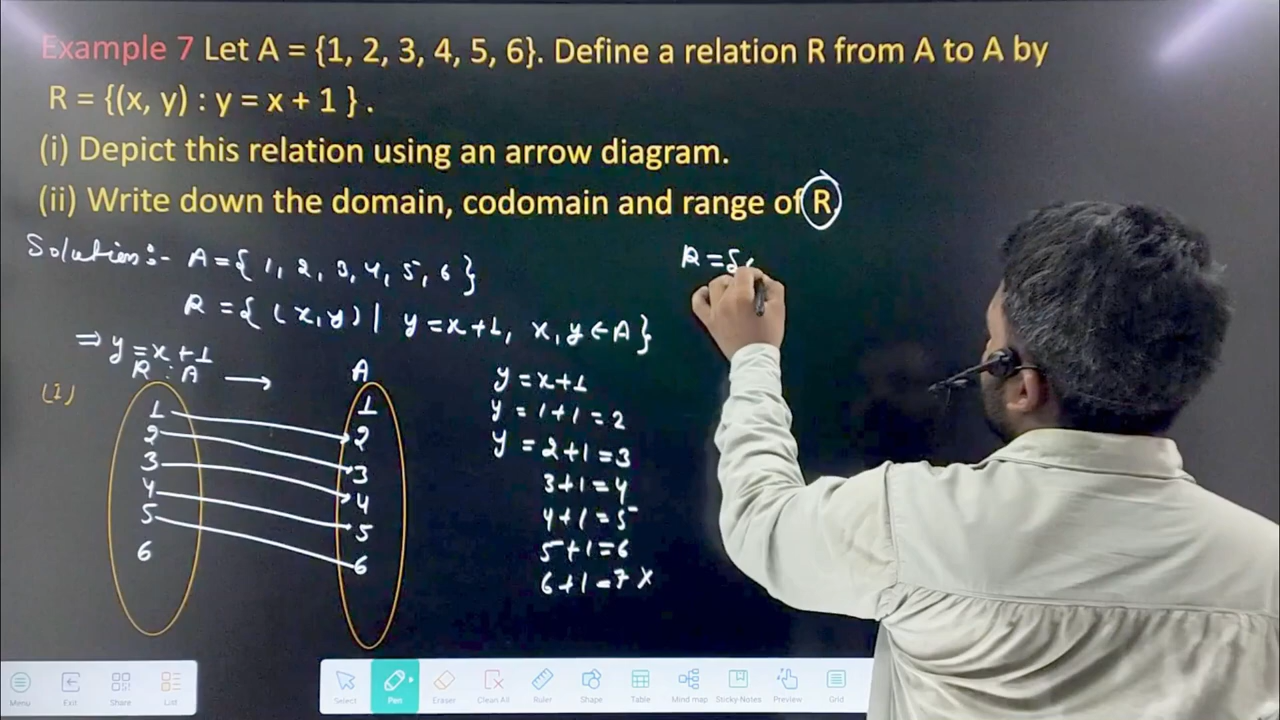 Example 7 Let A = {1, 2, 3, 4, 5, 6}. Define a relation R from A to A by
R = {(x, y) : y = x + 1 } .
(i) Depict this relation using an arrow diagram.
(ii) Write down the domain, codomain and range of R.
Solution:- A={ 1, 2, 3, 4, 5, 6 }
R ={ (x,y) | y=x+1, x,y∈A}
⇒ y=x+1
(I)
R : A → A
1 1
2 2
3 3
4 4
5 5
6 6
y = x+1
y = 1+1 = 2
y = 2+1 = 3
3+1 = 4
4+1 = 5
5+1 = 6
6+1 = 7 X
R = {(
Menu Exit Share List Select Pen Eraser Clean All Ruler Shape Table Mind map Sticky-Notes Preview Grid